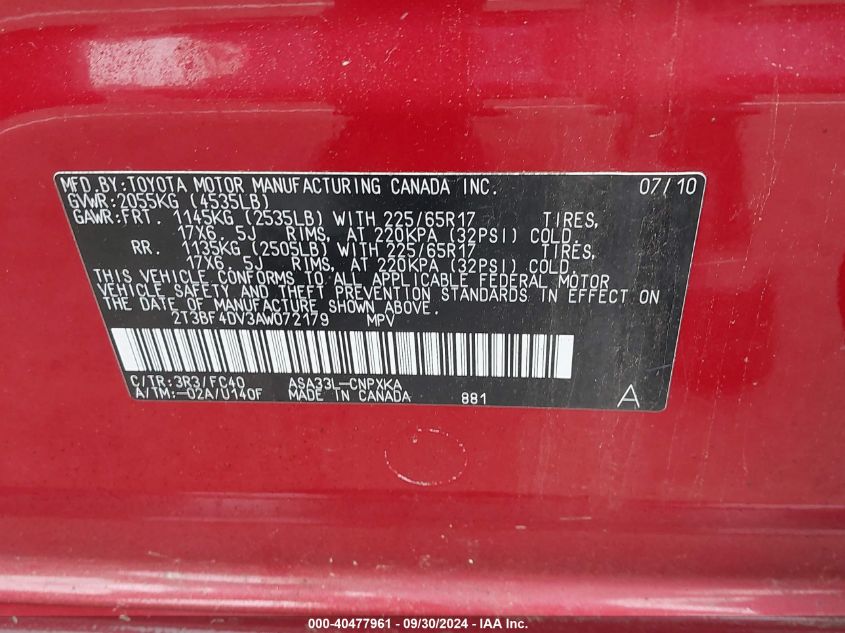 MFD.BY:TOYOTA MOTOR MANUFACTURING CANADA INC. 07/10
GVWR:2055KG (4535LB)
GAWR:FRT. 1145KG (2535LB) WITH 225/65R17 TIRES,
17X6.5J RIMS, AT 220KPA (32PSI) COLD.
RR. 1135KG (2505LB) WITH 225/65R17 TIRES,
17X6.5J RIMS, AT 220KPA (32PSI) COLD.
THIS VEHICLE CONFORMS TO ALL APPLICABLE FEDERAL MOTOR
VEHICLE SAFETY AND THEFT PREVENTION STANDARDS IN EFFECT ON
THE DATE OF MANUFACTURE SHOWN ABOVE.
2T3BF4DV3AW072179 MPV
C/TR:3R3/FC40 ASA33L-CNPXKA
A/TM:-02A/U140F MADE IN CANADA 881 A
000-40477961 - 09/30/2024 - IAA Inc.